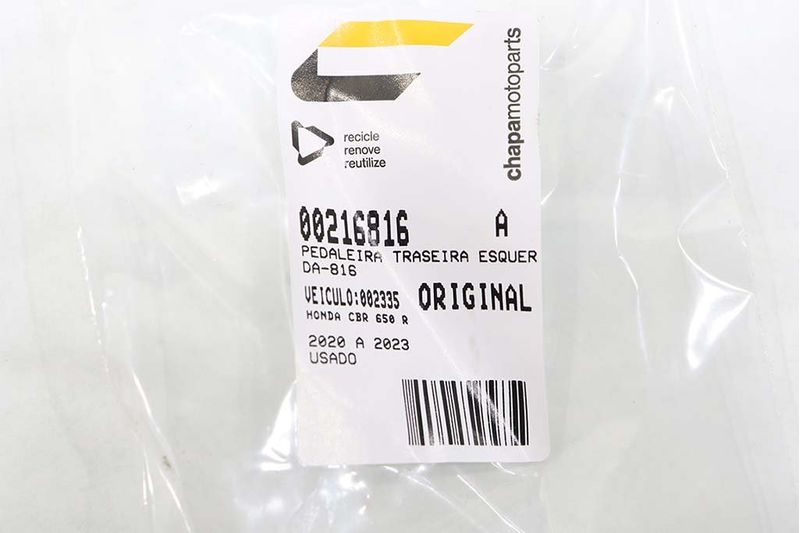 chapamotoparts
recicle
renove
reutilize
00216816 A
PEDALEIRA TRASEIRA ESQUER
DA-816
VEICULO:002335 ORIGINAL
HONDA CBR 650 R
2020 A 2023
USADO